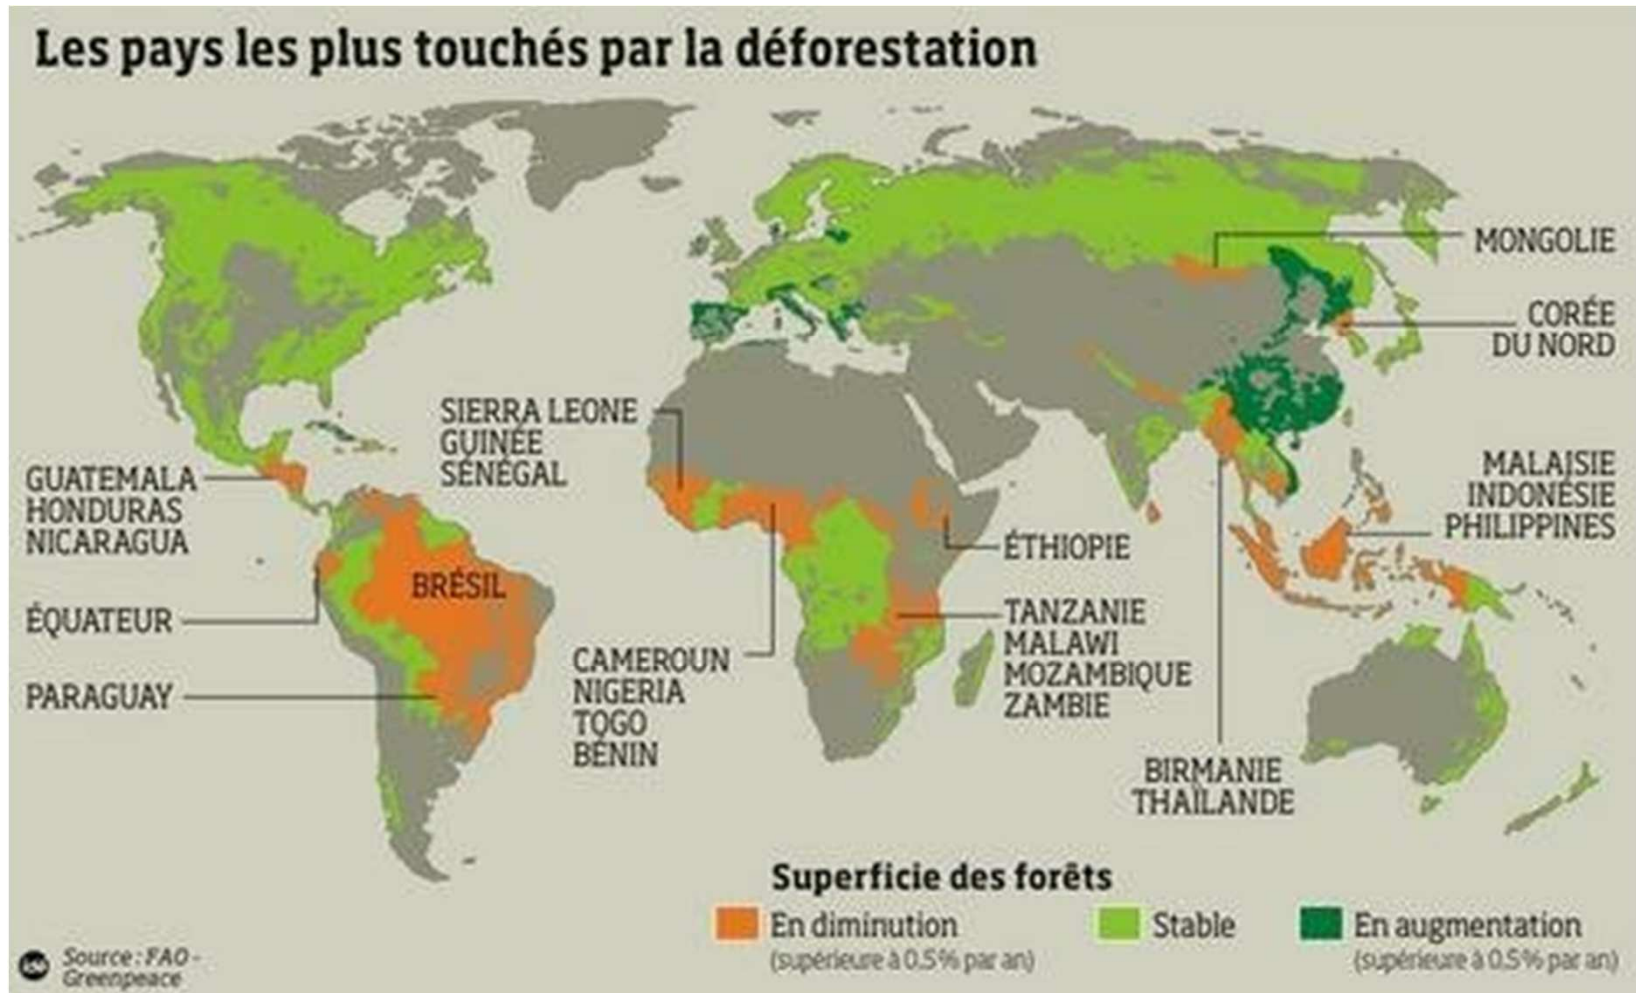 Les pays les plus touchés par la déforestation
MONGOLIE
CORÉE
DU NORD
SIERRA LEONE
GUINÉE
SÉNÉGAL
GUATEMALA
HONDURAS
NICARAGUA
MALAISIE
INDONÉSIE
PHILIPPINES
ÉTHIOPIE
BRÉSIL
ÉQUATEUR
TANZANIE
MALAWI
MOZAMBIQUE
ZAMBIE
CAMEROUN
NIGERIA
TOGO
BÉNIN
PARAGUAY
BIRMANIE
THAÏLANDE
Superficie des forêts
En diminution
(supérieure à 0.5% par an)
Stable
En augmentation
(supérieure à 0.5% par an)
Source : FAO -
Greenpeace